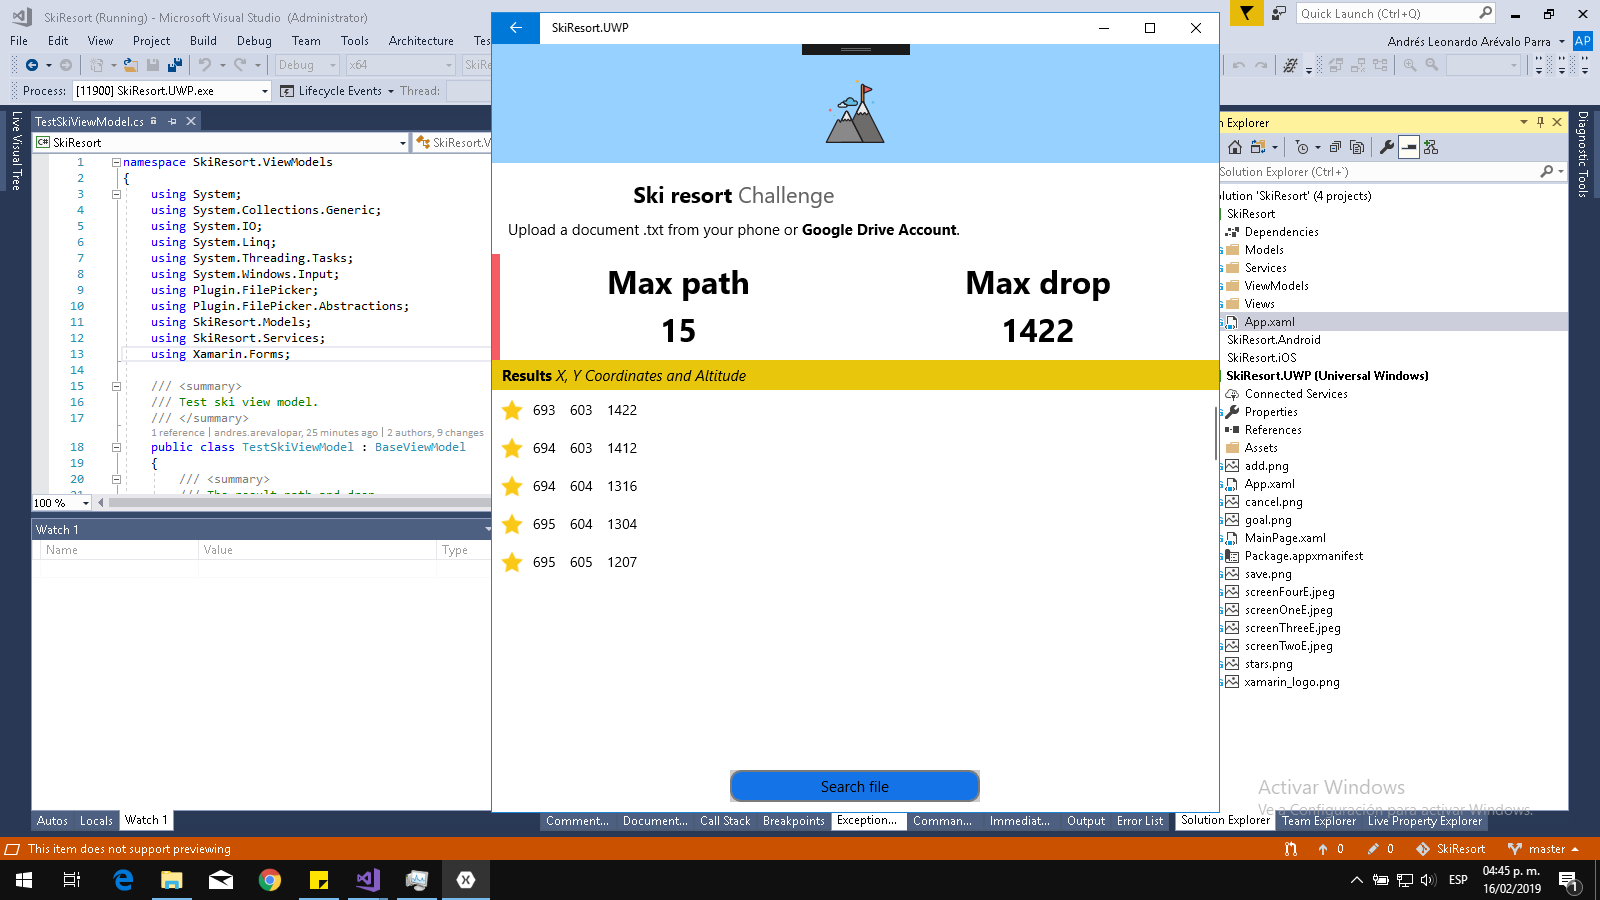 SkiResort (Running) - Microsoft Visual Studio (Administrator)
Quick Launch (Ctrl+Q)
File Edit View Project Build Debug Team Tools Architecture Tes
Andrés Leonardo Arévalo Parra AP
Debug x64 SkiRe
Process: [11900] SkiResort.UWP.exe Lifecycle Events Thread:
Live Visual Tree
TestSkiViewModel.cs
C# SkiResort SkiResort.V
1 namespace SkiResort.ViewModels
2 {
3 using System;
4 using System.Collections.Generic;
5 using System.IO;
6 using System.Linq;
7 using System.Threading.Tasks;
8 using System.Windows.Input;
9 using Plugin.FilePicker;
10 using Plugin.FilePicker.Abstractions;
11 using SkiResort.Models;
12 using SkiResort.Services;
13 using Xamarin.Forms;
14
15 /// <summary>
16 /// Test ski view model.
17 /// </summary>
1 reference | andres.arevalopar, 25 minutes ago | 2 authors, 9 changes
18 public class TestSkiViewModel : BaseViewModel
19 {
20 /// <summary>
100 %
Watch 1
Name Value Type
Autos Locals Watch 1
SkiResort.UWP
Ski resort Challenge
Upload a document .txt from your phone or Google Drive Account.
Max path Max drop
15 1422
Results X, Y Coordinates and Altitude
693 603 1422
694 603 1412
694 604 1316
695 604 1304
695 605 1207
Search file
Comment... Document... Call Stack Breakpoints Exception... Comman... Immediat... Output Error List
n Explorer
Solution Explorer (Ctrl+`)
lution 'SkiResort' (4 projects)
SkiResort
Dependencies
Models
Services
ViewModels
Views
App.xaml
SkiResort.Android
SkiResort.iOS
SkiResort.UWP (Universal Windows)
Connected Services
Properties
References
Assets
add.png
App.xaml
cancel.png
goal.png
MainPage.xaml
Package.appxmanifest
save.png
screenFourE.jpeg
screenOneE.jpeg
screenThreeE.jpeg
screenTwoE.jpeg
stars.png
xamarin_logo.png
Diagnostic Tools
Activar Windows
Ve a Configuración para activar Windows.
Solution Explorer Team Explorer Live Property Explorer
This item does not support previewing
0 0 SkiResort master
ESP
04:45 p. m.
16/02/2019
1